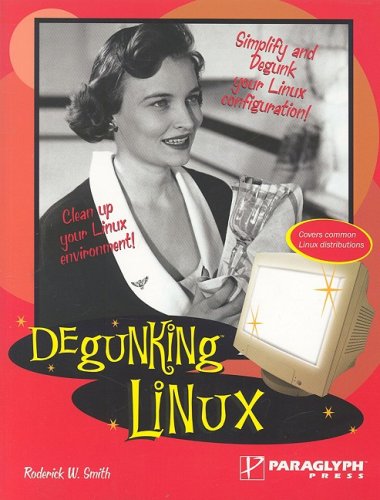 Simplify and
Degunk
your Linux
configuration!
Clean up
your Linux
environment!
Covers common
Linux distributions
DEGUNKING
LINUX
Roderick W. Smith
PARAGLYPH™
PRESS